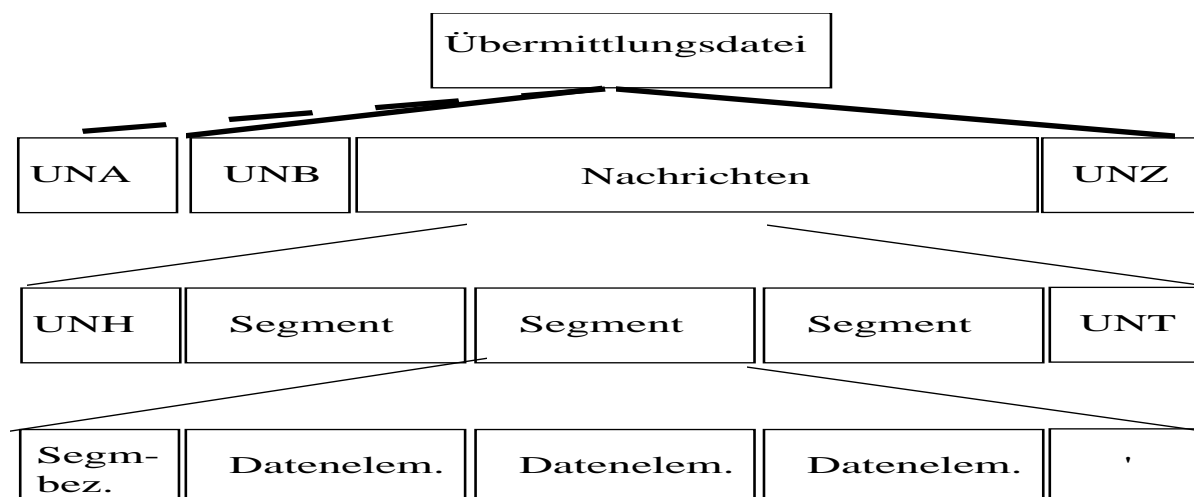 Übermittlungsdatei
UNA UNB Nachrichten UNZ
UNH Segment Segment Segment UNT
Segm-
bez. Datenelem. Datenelem. Datenelem. '